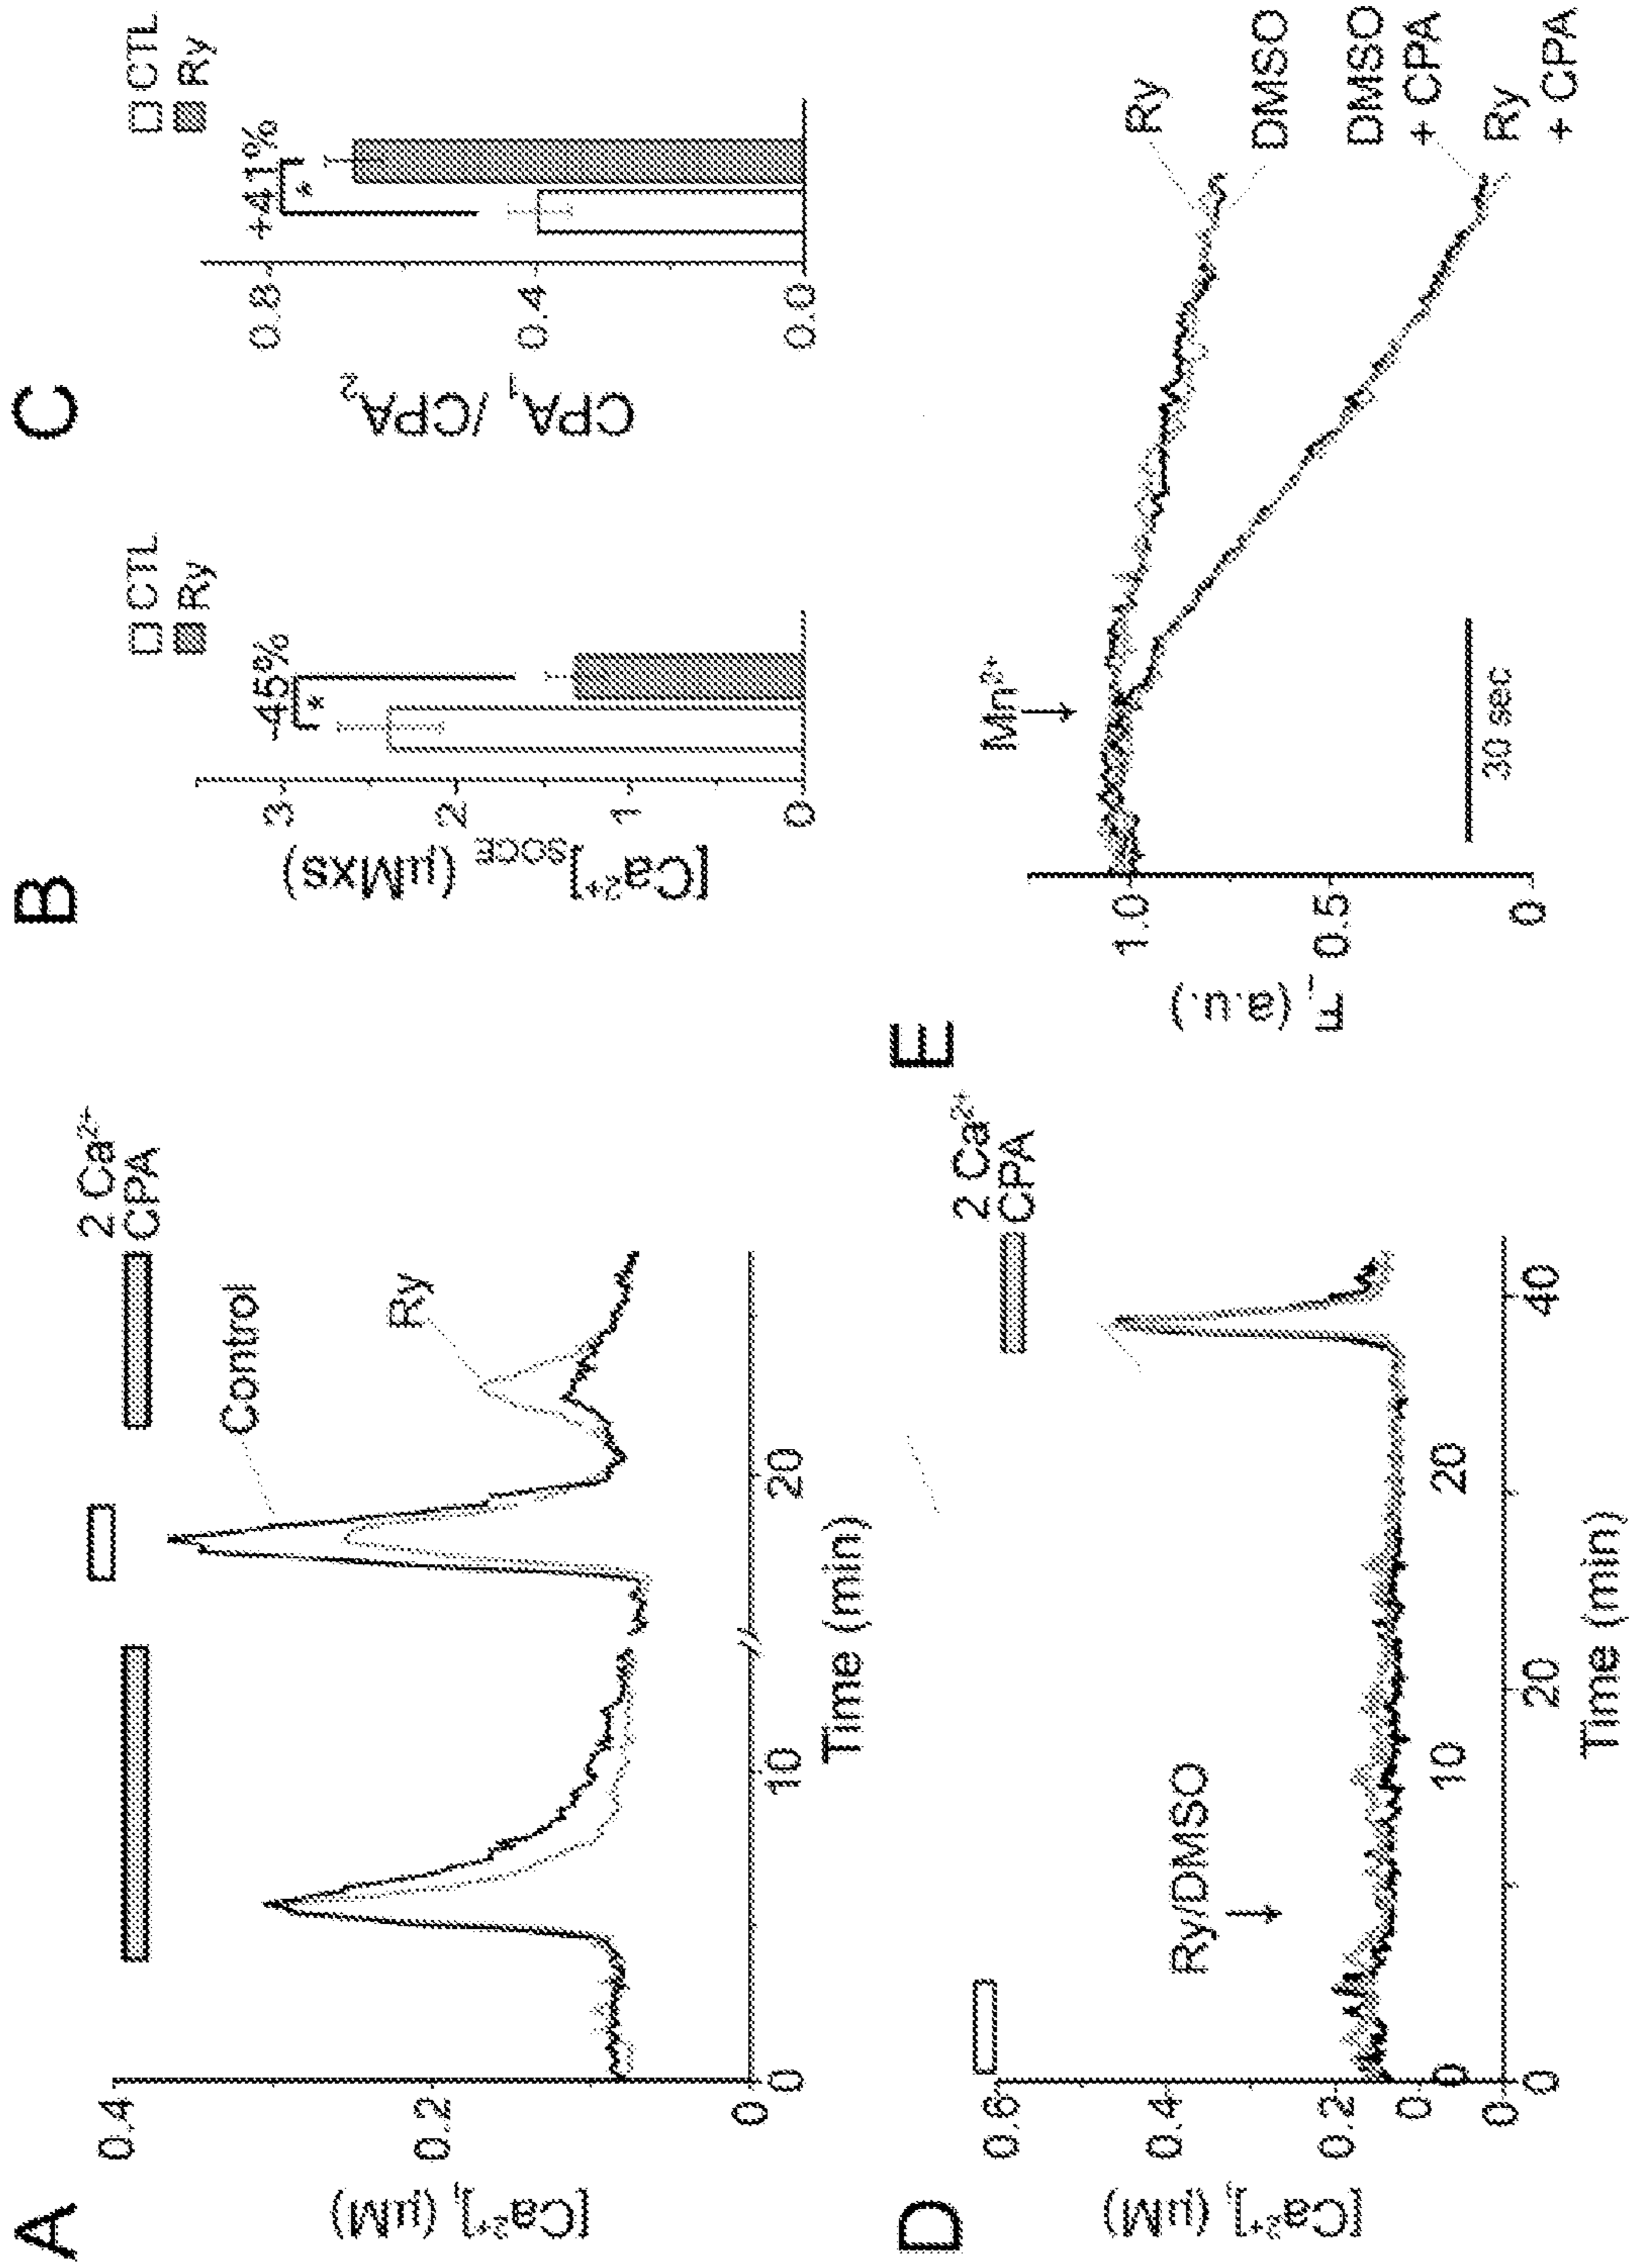 A
0.4
0.2
0
[Ca²⁺]ᵢ (µM)
0
10
20
Time (min)
2 Ca²⁺
CPA
Control
Ry
B
3
2
1
0
[Ca²⁺]SOCE (µMxs)
-45%
*
CTL
Ry
C
0.8
0.4
0.0
CPA₁/CPA₂
+41%
*
CTL
Ry
D
0.6
0.4
0.2
0
0
[Ca²⁺]ᵢ (µM)
Ry/DMSO
2 Ca²⁺
CPA
0
10
20
0
20
40
Time (min)
E
1.0
0.5
0
Fᵢ (a.u.)
Mn²⁺
30 sec
Ry
DMSO
DMSO
+ CPA
Ry
+ CPA